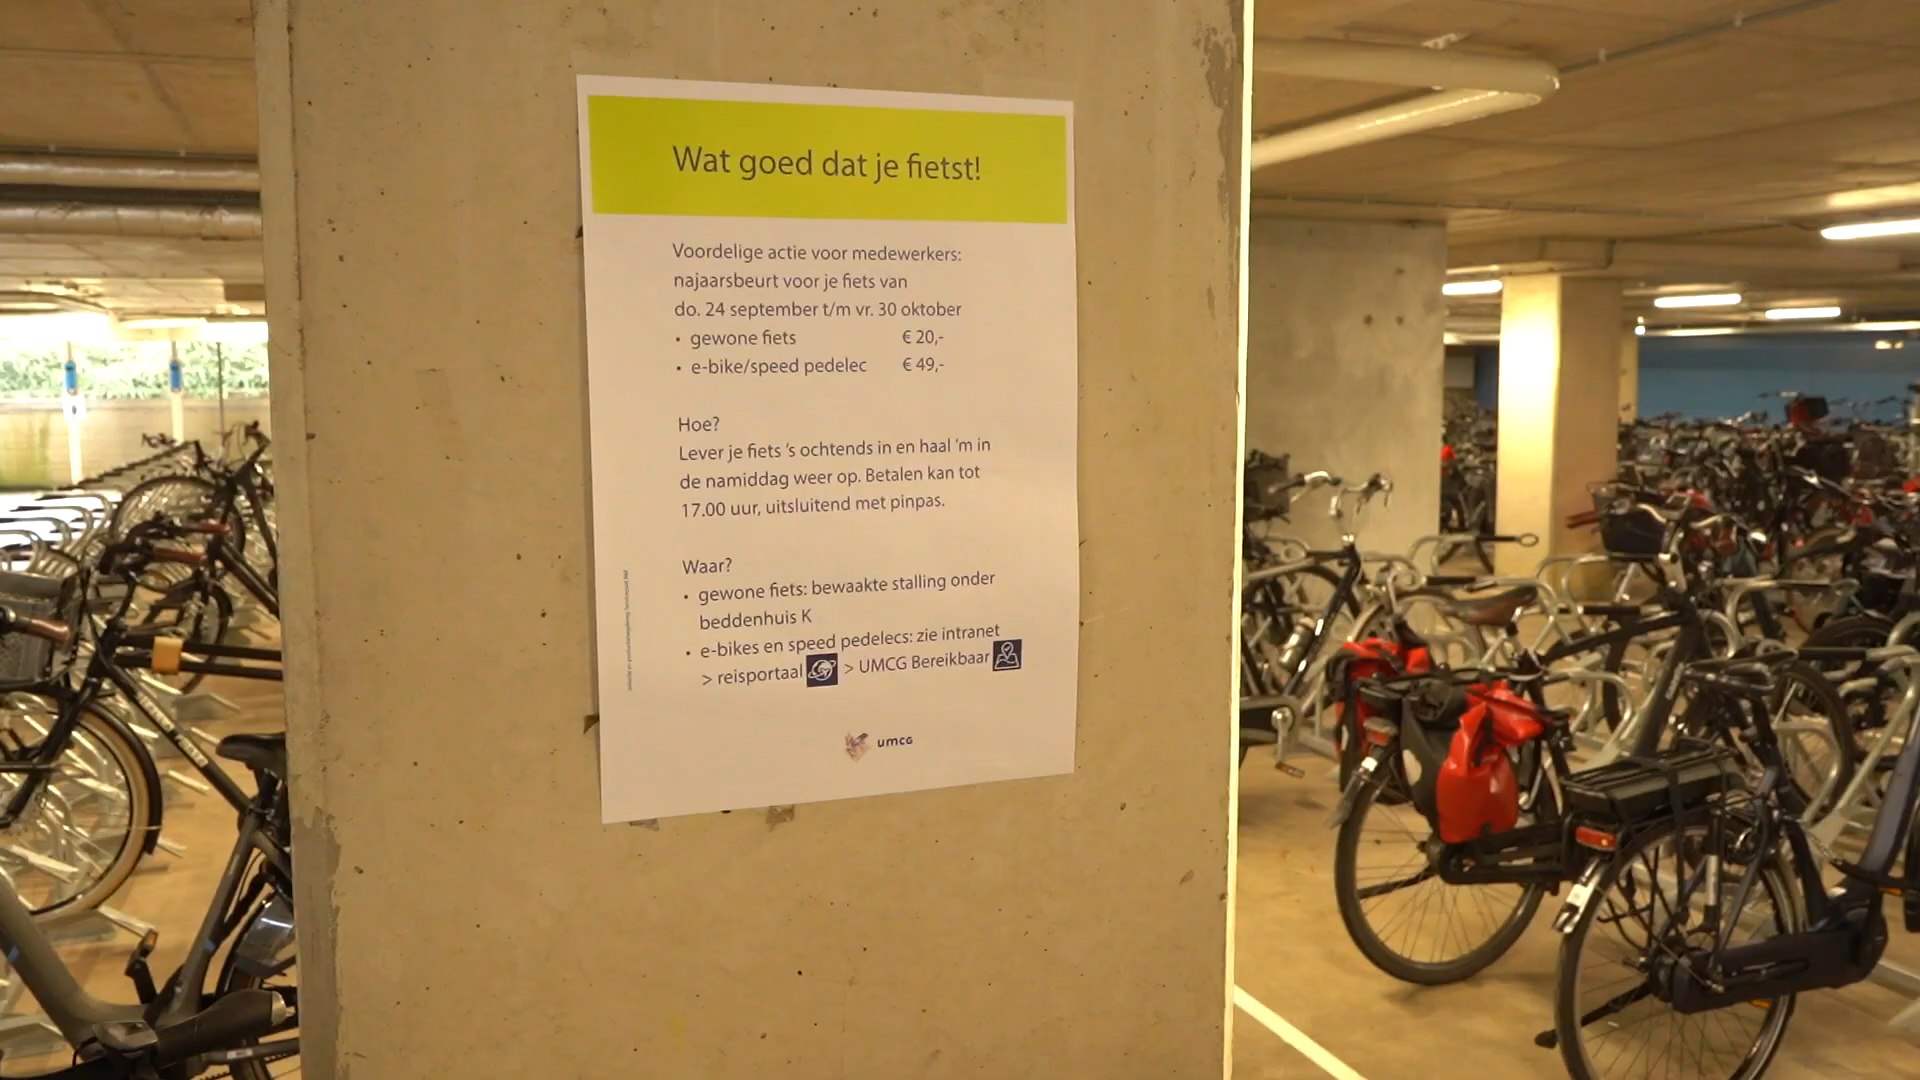 Wat goed dat je fietst!
Voordelige actie voor medewerkers:
najaarsbeurt voor je fiets van
do. 24 september t/m vr. 30 oktober
• gewone fiets € 20,-
• e-bike/speed pedelec € 49,-
Hoe?
Lever je fiets 's ochtends in en haal 'm in
de namiddag weer op. Betalen kan tot
17.00 uur, uitsluitend met pinpas.
Waar?
• gewone fiets: bewaakte stalling onder
beddenhuis K
• e-bikes en speed pedelecs: zie intranet
> reisportaal > UMCG Bereikbaar
umcg